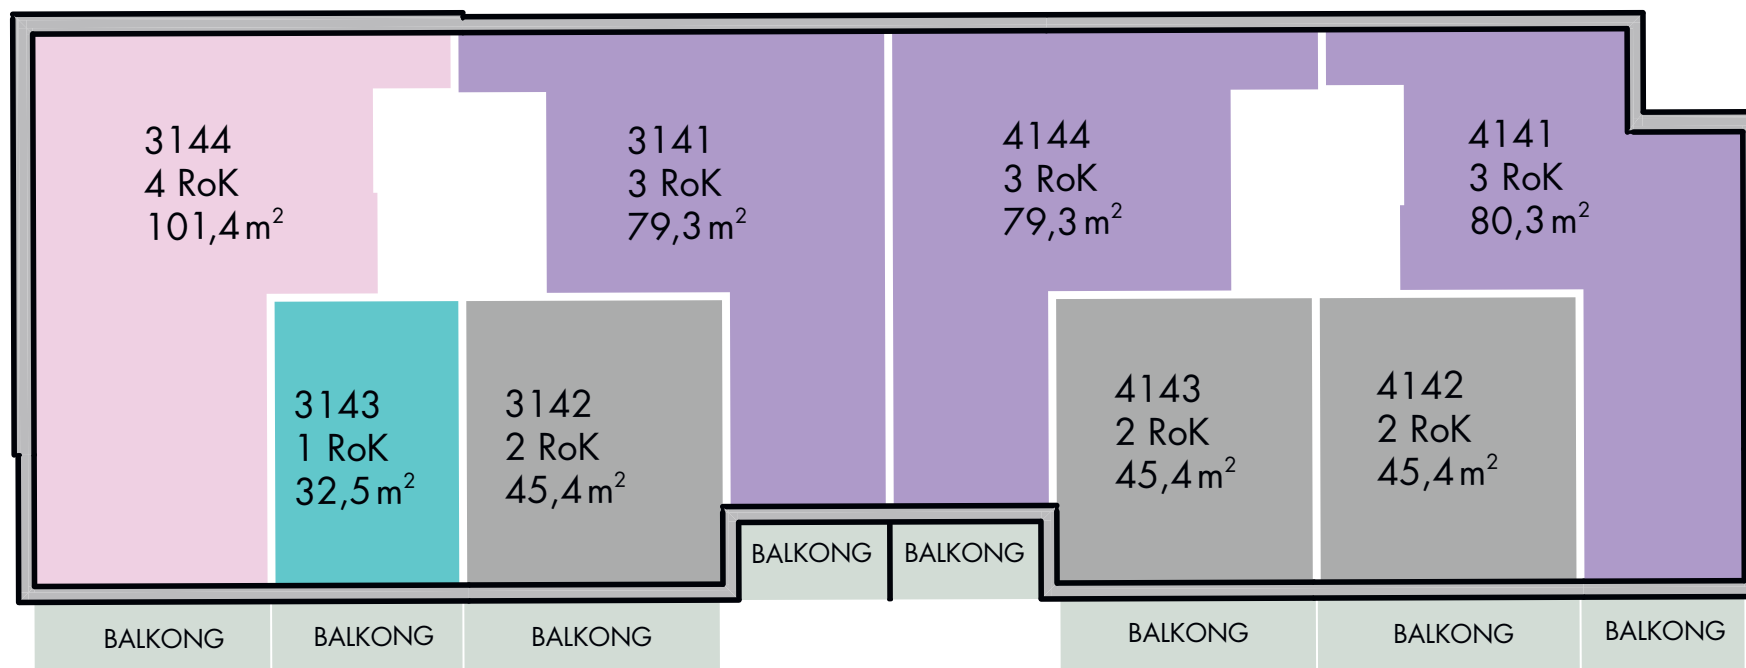 3144
4 RoK
101,4 m²
3141
3 RoK
79,3 m²
4144
3 RoK
79,3 m²
4141
3 RoK
80,3 m²
3143
1 RoK
32,5 m²
3142
2 RoK
45,4 m²
4143
2 RoK
45,4 m²
4142
2 RoK
45,4 m²
BALKONG
BALKONG
BALKONG
BALKONG
BALKONG
BALKONG
BALKONG
BALKONG